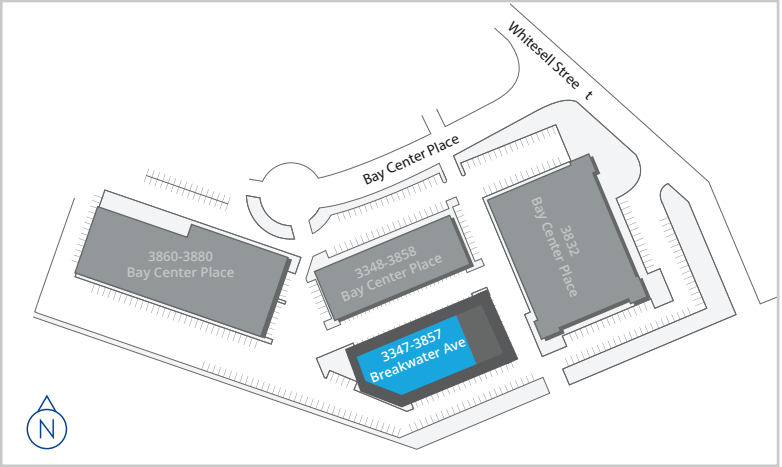 Whitesell Stree t
Bay Center Place
3832
Bay Center Place
3860-3880
Bay Center Place
3348-3858
Bay Center Place
3347-3857
Breakwater Ave
N